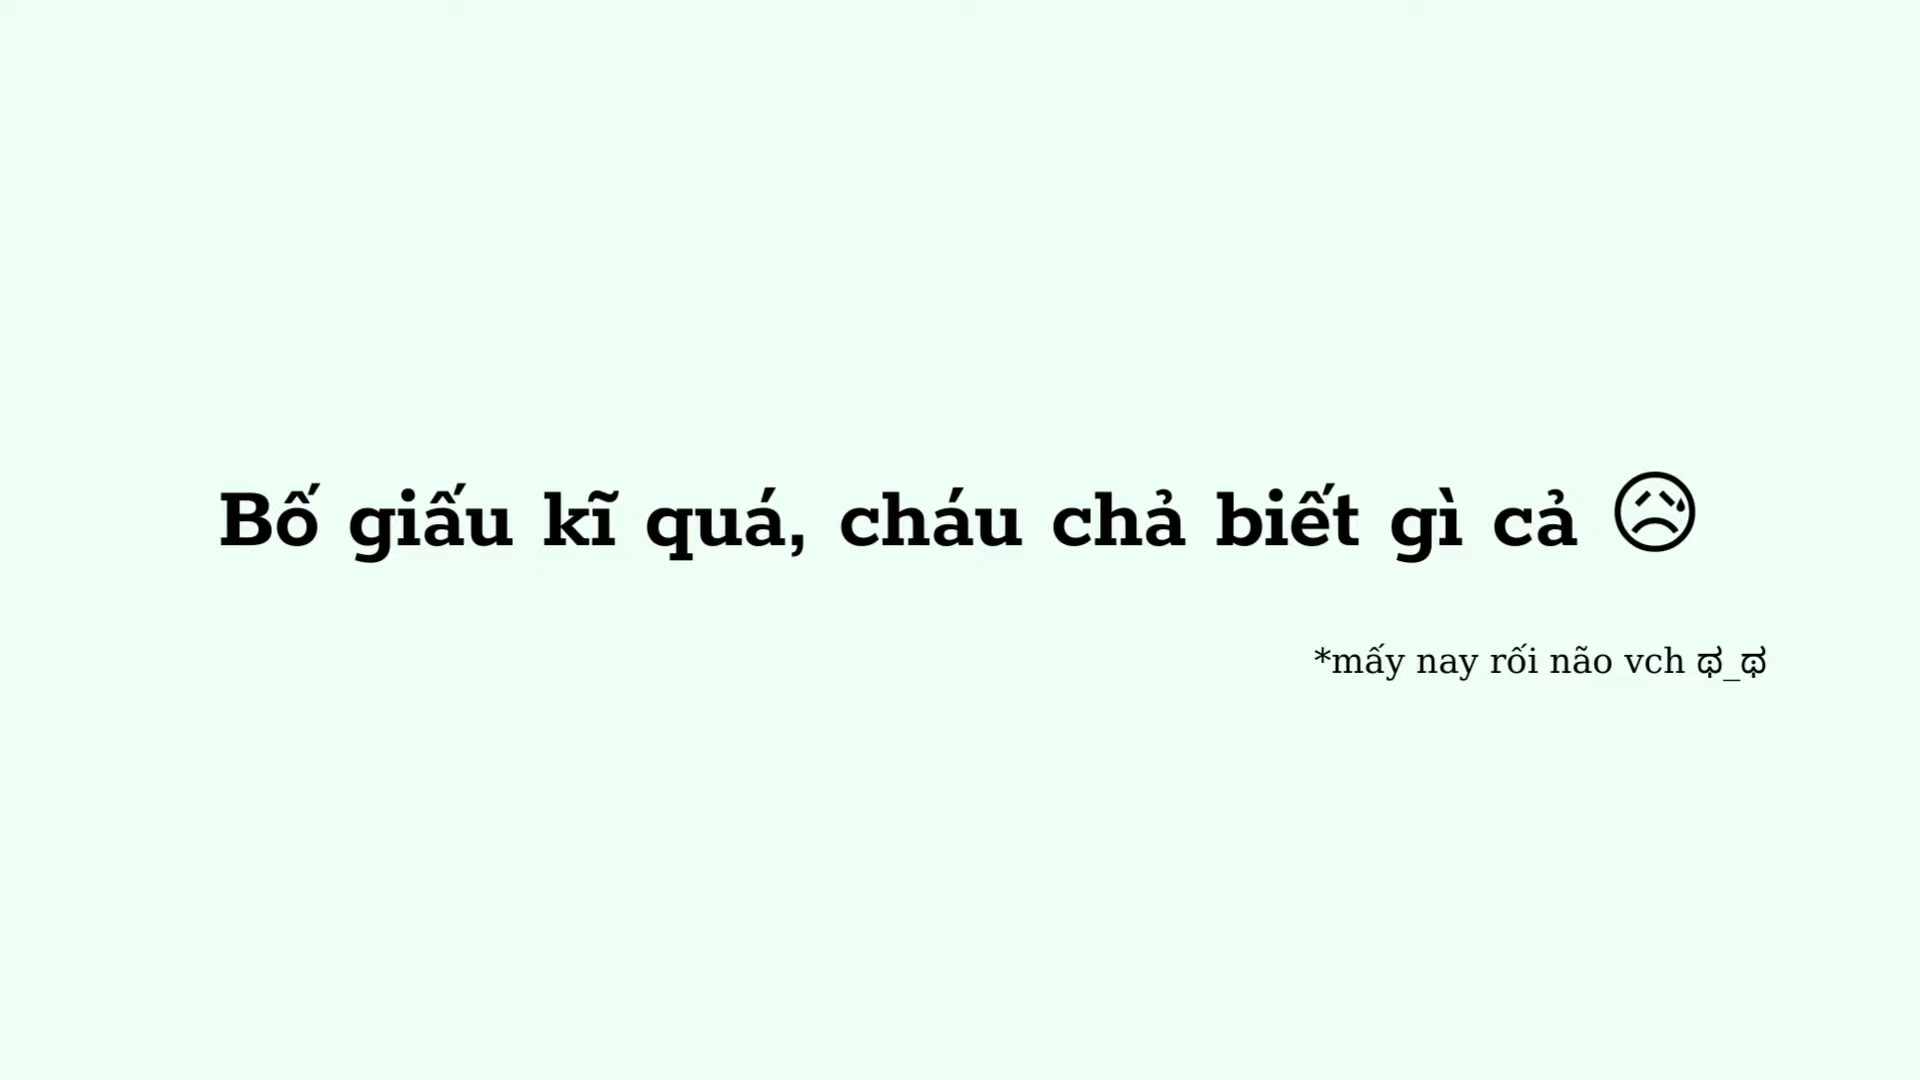 Bố giấu kĩ quá, cháu chả biết gì cả 😥
*mấy nay rối não vch ಥ_ಥ